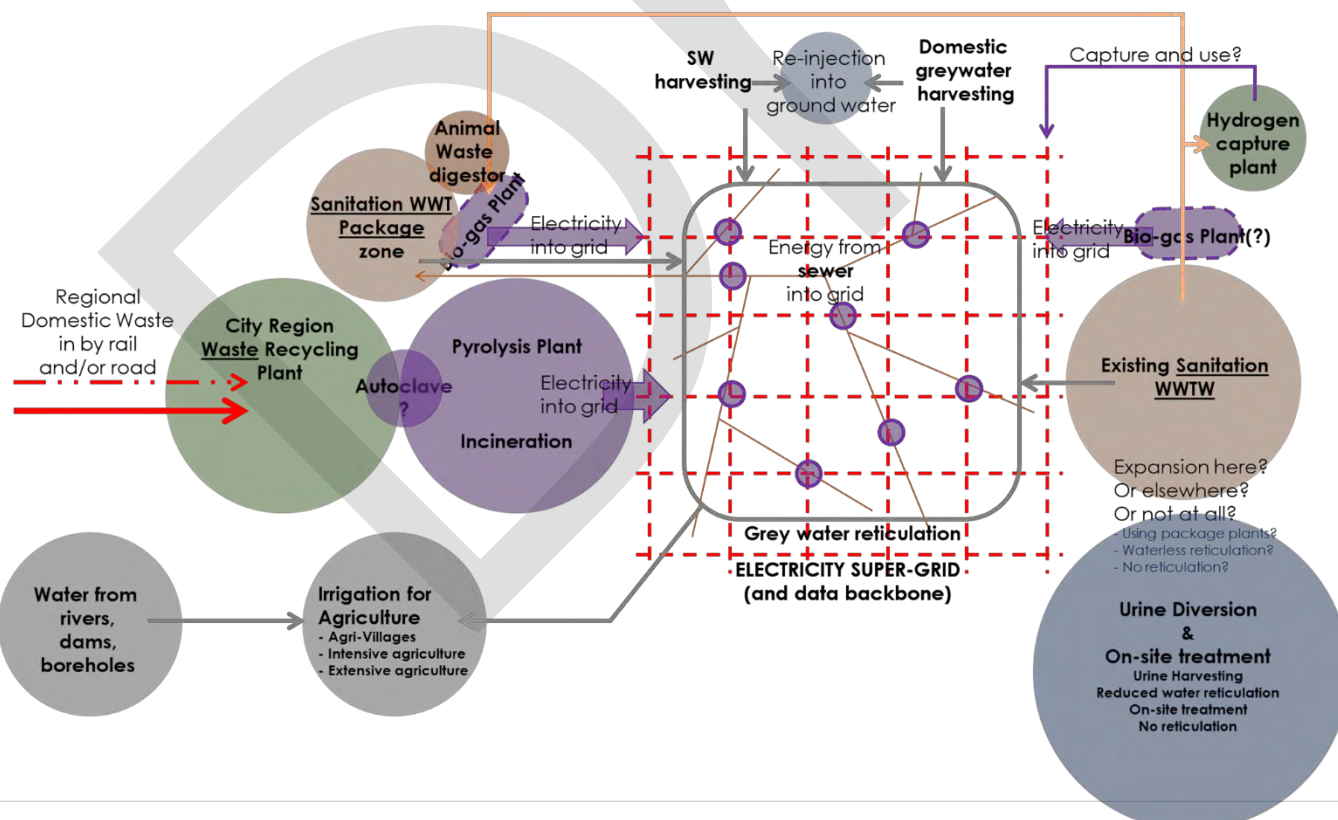 SW
harvesting
Re-injection
into
ground water
Domestic
greywater
harvesting
Capture and use?
Hydrogen
capture
plant
Animal
Waste
digestor
Sanitation WWT
Package
zone
Bio-gas Plant
Electricity
into grid
Energy from
sewer
into grid
Electricity
into grid
Bio-gas Plant(?)
Regional
Domestic Waste
in by rail
and/or road
City Region
Waste Recycling
Plant
Autoclave
?
Pyrolysis Plant
Incineration
Electricity
into grid
Existing Sanitation
WWTW
Expansion here?
Or elsewhere?
Or not at all?
- Using package plants?
- Waterless reticulation?
- No reticulation?
Grey water reticulation
ELECTRICITY SUPER-GRID
(and data backbone)
Water from
rivers,
dams,
boreholes
Irrigation for
Agriculture
- Agri-Villages
- Intensive agriculture
- Extensive agriculture
Urine Diversion
&
On-site treatment
Urine Harvesting
Reduced water reticulation
On-site treatment
No reticulation